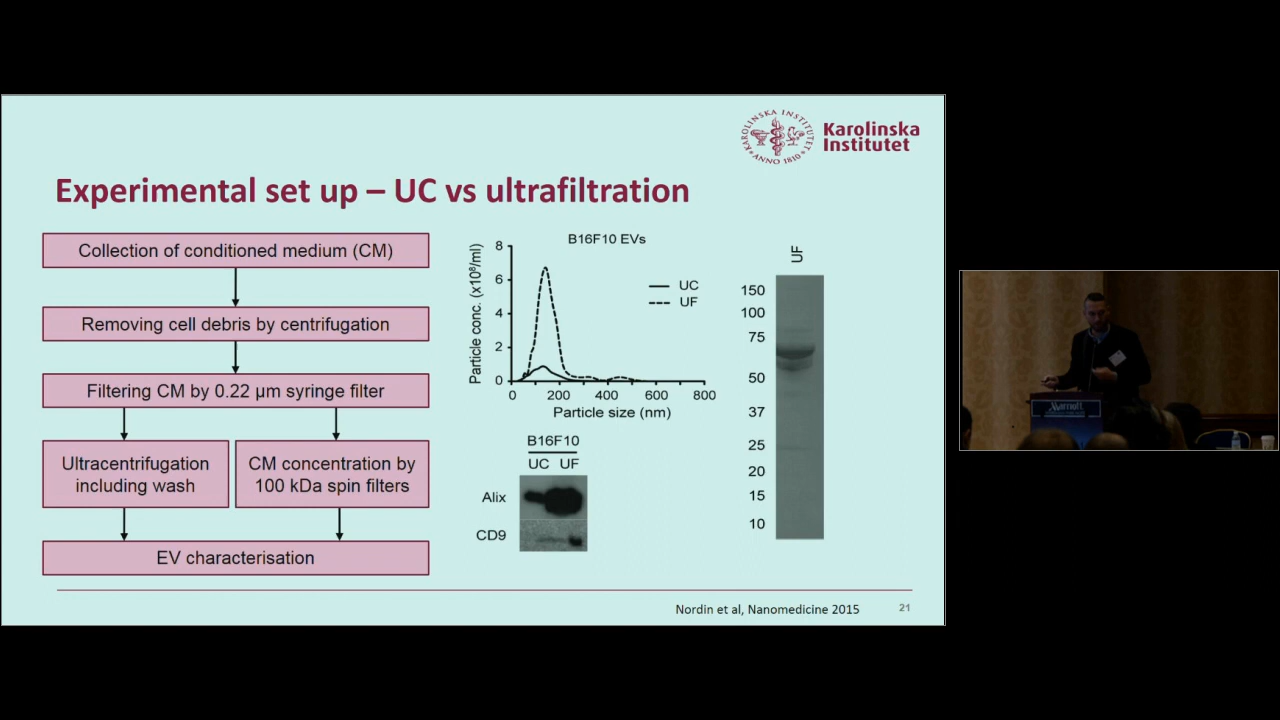 KAROLINSKA INSTITUTET
ANNO 1810
Karolinska
Institutet
Experimental set up – UC vs ultrafiltration
Collection of conditioned medium (CM)
Removing cell debris by centrifugation
Filtering CM by 0.22 µm syringe filter
Ultracentrifugation
including wash
CM concentration by
100 kDa spin filters
EV characterisation
B16F10 EVs
Particle conc. (x10⁸/ml)
8
6
4
2
0
UC
UF
0 200 400 600 800
Particle size (nm)
B16F10
UC UF
Alix
CD9
UF
150
100
75
50
37
25
20
15
10
Nordin et al, Nanomedicine 2015
21
Marriott